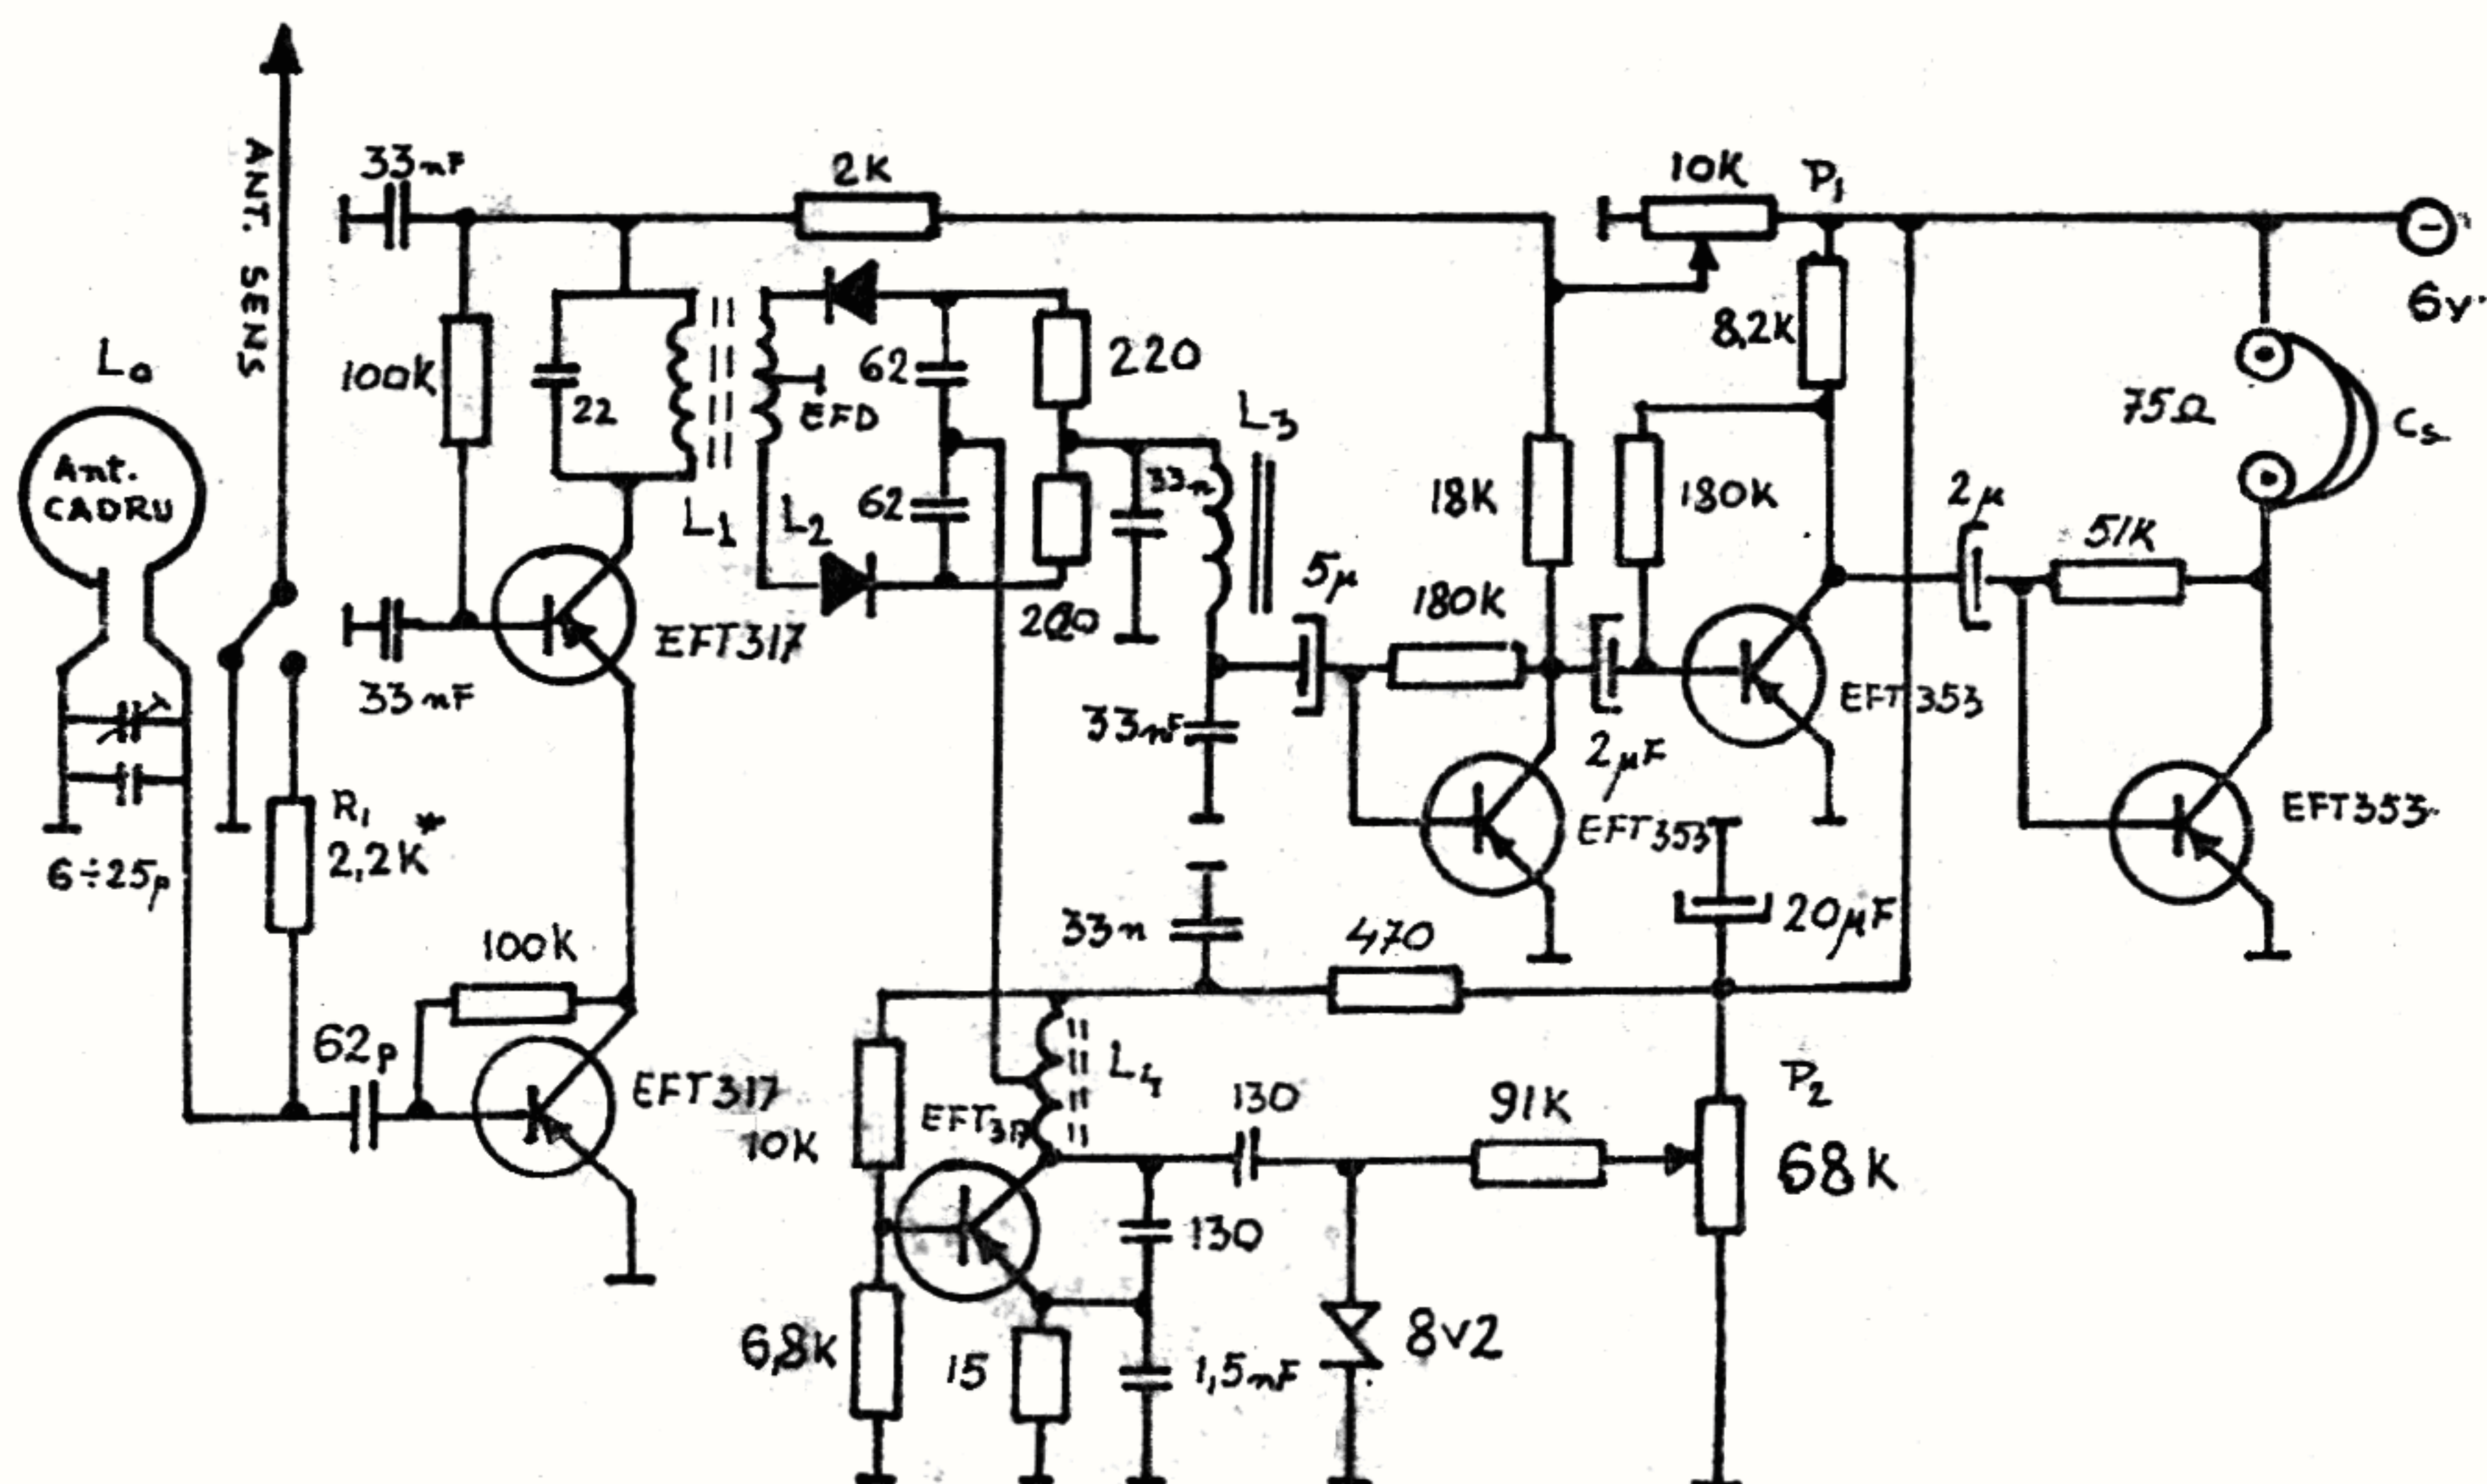 ANT. SENS
33nF
2K
10K
P₁
6V
L₀
Ant.
CADRU
100K
22
EFD
62
220
8,2K
75Ω
Cs
L₃
33n
18K
180K
2µ
51K
L₁
L₂
62
5µ
180K
EFT317
33nF
33nF
EFT353
2µF
EFT353
EFT353
6÷25p
R₁
2,2K*
33n
470
20µF
100K
62p
EFT317
10K
L₄
130
91K
P₂
68K
130
6,8K
15
1,5nF
8V2